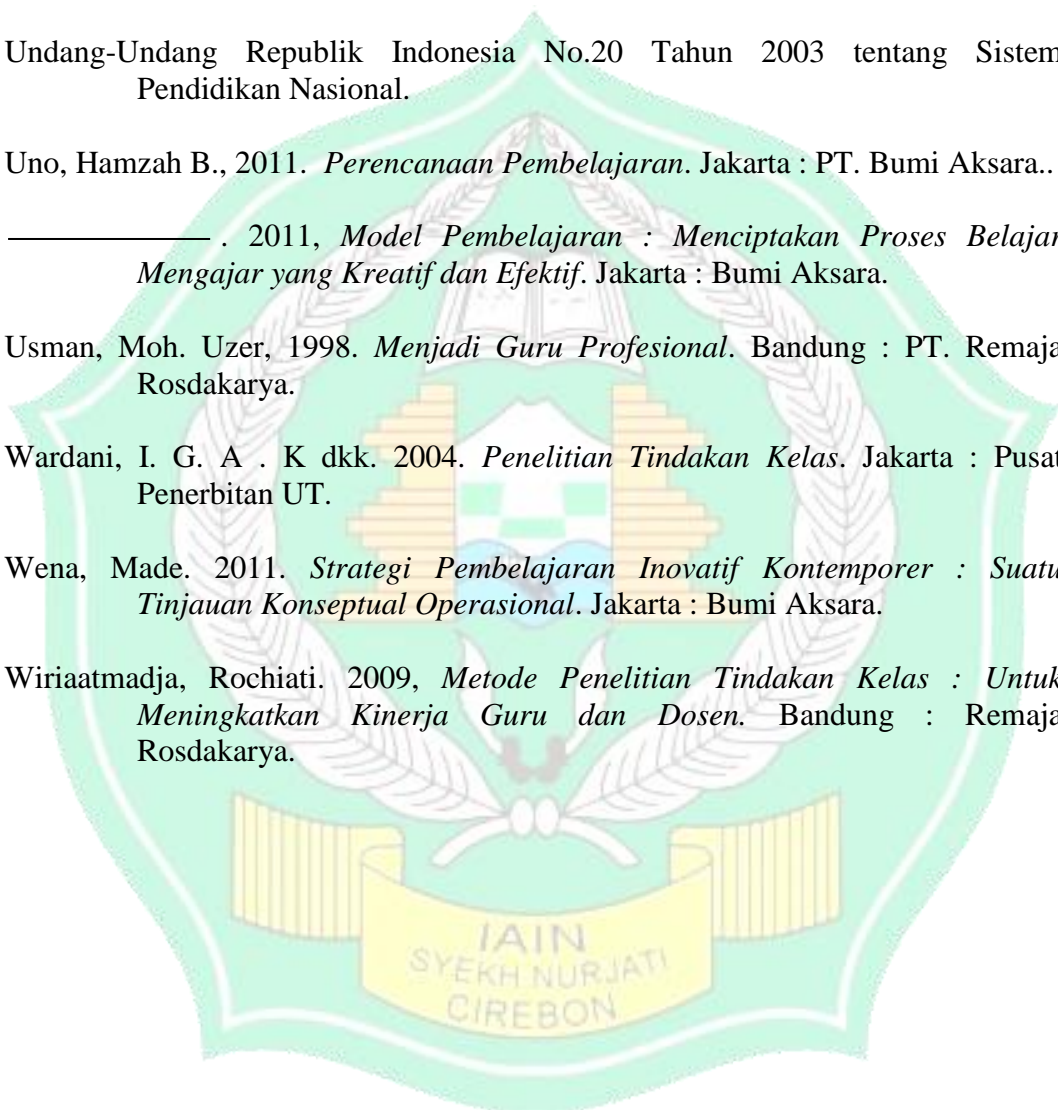 Undang-Undang Republik Indonesia No.20 Tahun 2003 tentang Sistem
Pendidikan Nasional.
Uno, Hamzah B., 2011. Perencanaan Pembelajaran. Jakarta : PT. Bumi Aksara..
. 2011, Model Pembelajaran : Menciptakan Proses Belajar
Mengajar yang Kreatif dan Efektif. Jakarta : Bumi Aksara.
Usman, Moh. Uzer, 1998. Menjadi Guru Profesional. Bandung : PT. Remaja
Rosdakarya.
Wardani, I. G. A . K dkk. 2004. Penelitian Tindakan Kelas. Jakarta : Pusat
Penerbitan UT.
Wena, Made. 2011. Strategi Pembelajaran Inovatif Kontemporer : Suatu
Tinjauan Konseptual Operasional. Jakarta : Bumi Aksara.
Wiriaatmadja, Rochiati. 2009, Metode Penelitian Tindakan Kelas : Untuk
Meningkatkan Kinerja Guru dan Dosen. Bandung : Remaja
Rosdakarya.
IAIN
SYEKH NURJATI
CIREBON